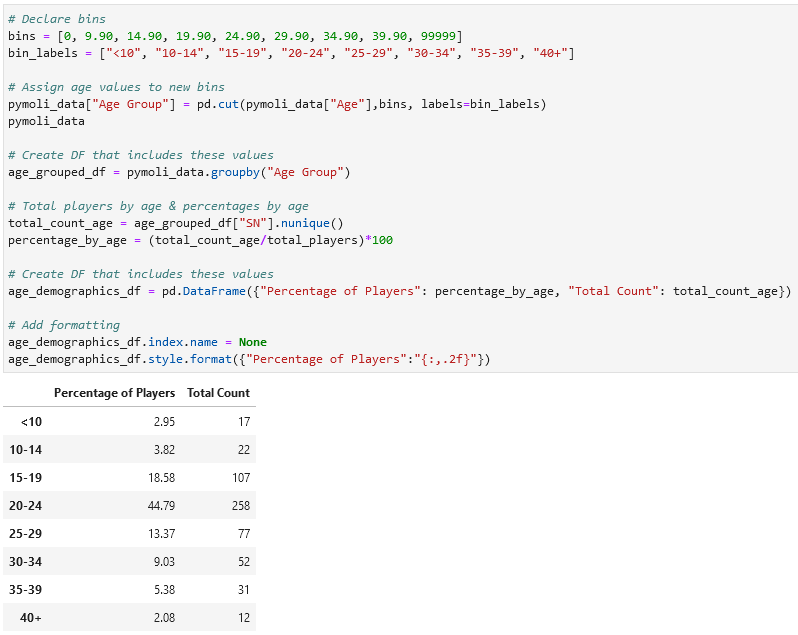 # Declare bins
bins = [0, 9.90, 14.90, 19.90, 24.90, 29.90, 34.90, 39.90, 99999]
bin_labels = ["<10", "10-14", "15-19", "20-24", "25-29", "30-34", "35-39", "40+"]
# Assign age values to new bins
pymoli_data["Age Group"] = pd.cut(pymoli_data["Age"],bins, labels=bin_labels)
pymoli_data
# Create DF that includes these values
age_grouped_df = pymoli_data.groupby("Age Group")
# Total players by age & percentages by age
total_count_age = age_grouped_df["SN"].nunique()
percentage_by_age = (total_count_age/total_players)*100
# Create DF that includes these values
age_demographics_df = pd.DataFrame({"Percentage of Players": percentage_by_age, "Total Count": total_count_age})
# Add formatting
age_demographics_df.index.name = None
age_demographics_df.style.format({"Percentage of Players":"{:,.2f}"})
Percentage of Players Total Count
<10 2.95 17
10-14 3.82 22
15-19 18.58 107
20-24 44.79 258
25-29 13.37 77
30-34 9.03 52
35-39 5.38 31
40+ 2.08 12